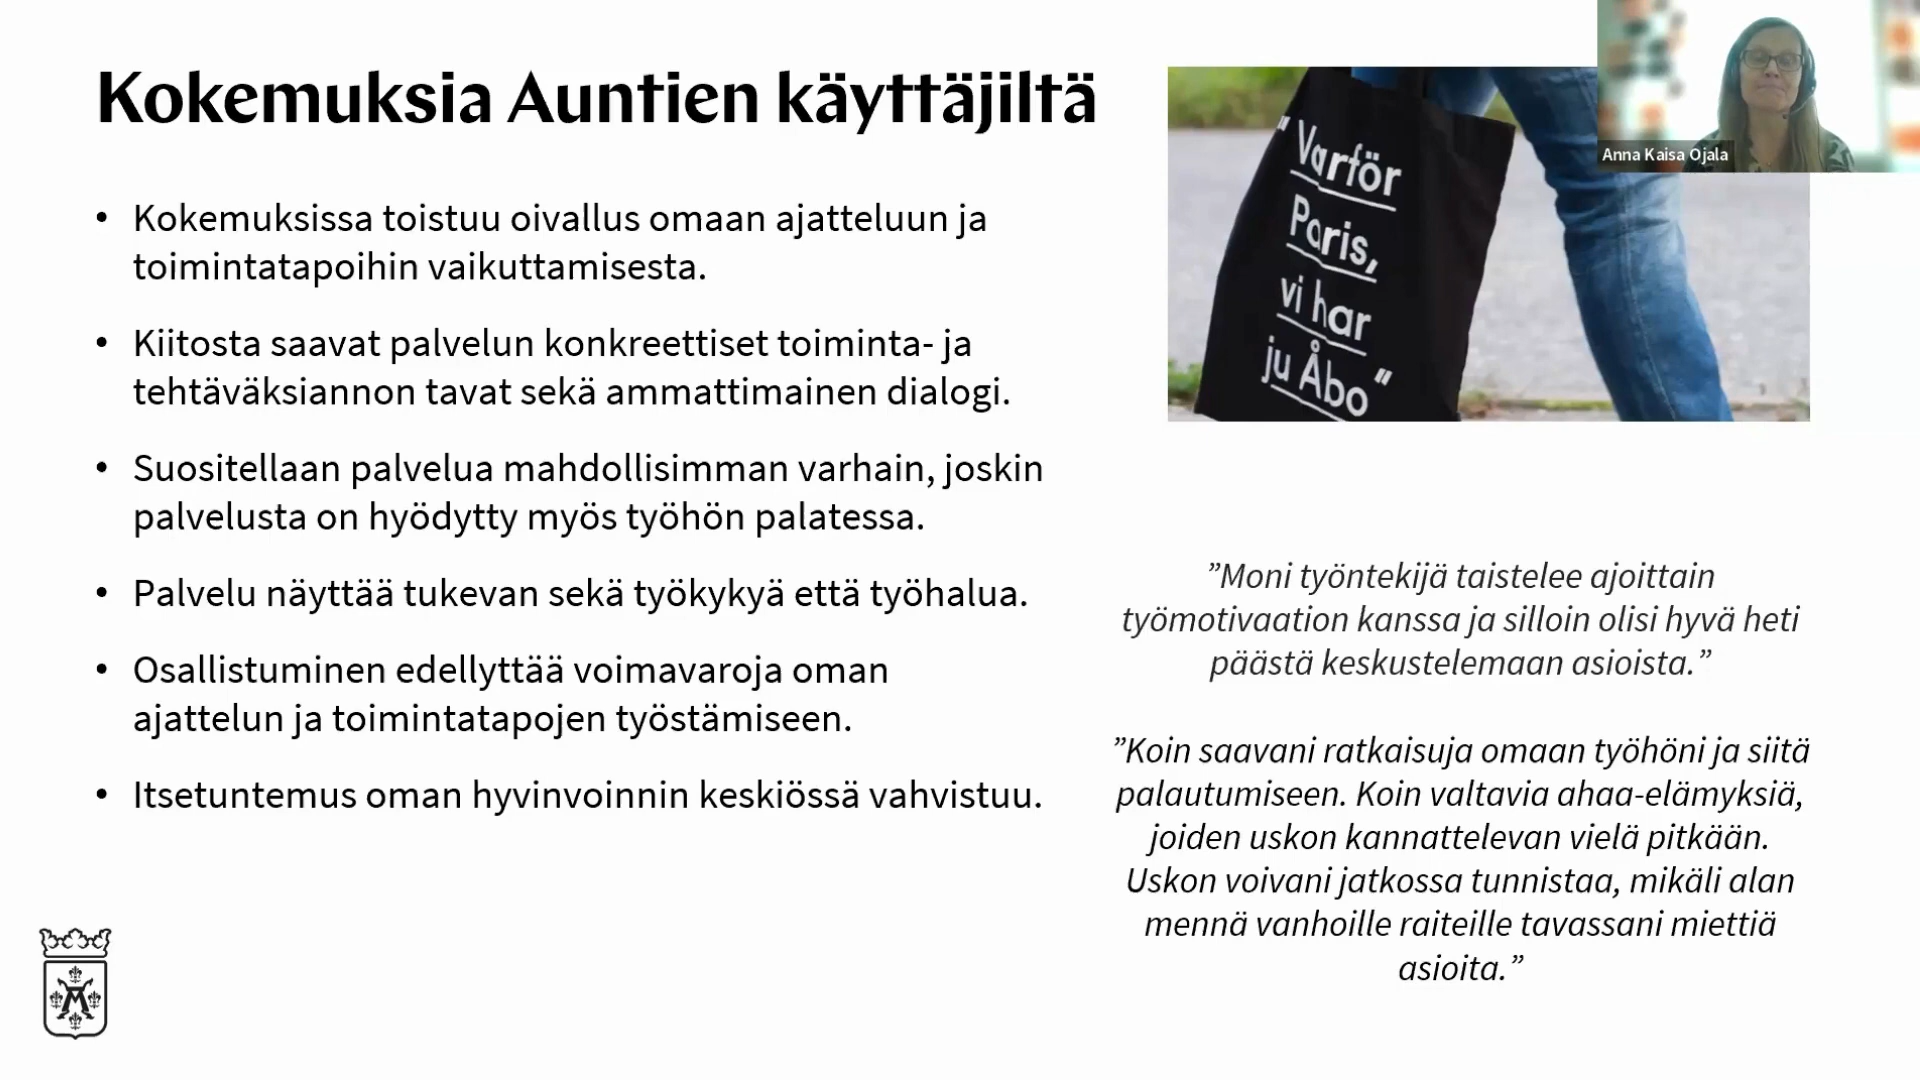 Kokemuksia Auntien käyttäjiltä
• Kokemuksissa toistuu oivallus omaan ajatteluun ja
toimintatapoihin vaikuttamisesta.
• Kiitosta saavat palvelun konkreettiset toiminta- ja
tehtäväksiannon tavat sekä ammattimainen dialogi.
• Suositellaan palvelua mahdollisimman varhain, joskin
palvelusta on hyödytty myös työhön palatessa.
• Palvelu näyttää tukevan sekä työkykyä että työhalua.
• Osallistuminen edellyttää voimavaroja oman
ajattelun ja toimintatapojen työstämiseen.
• Itsetuntemus oman hyvinvoinnin keskiössä vahvistuu.
“Varför
Paris,
vi har
ju Åbo“
Anna Kaisa Ojala
”Moni työntekijä taistelee ajoittain
työmotivaation kanssa ja silloin olisi hyvä heti
päästä keskustelemaan asioista.”
”Koin saavani ratkaisuja omaan työhöni ja siitä
palautumiseen. Koin valtavia ahaa-elämyksiä,
joiden uskon kannattelevan vielä pitkään.
Uskon voivani jatkossa tunnistaa, mikäli alan
mennä vanhoille raiteille tavassani miettiä
asioita.”